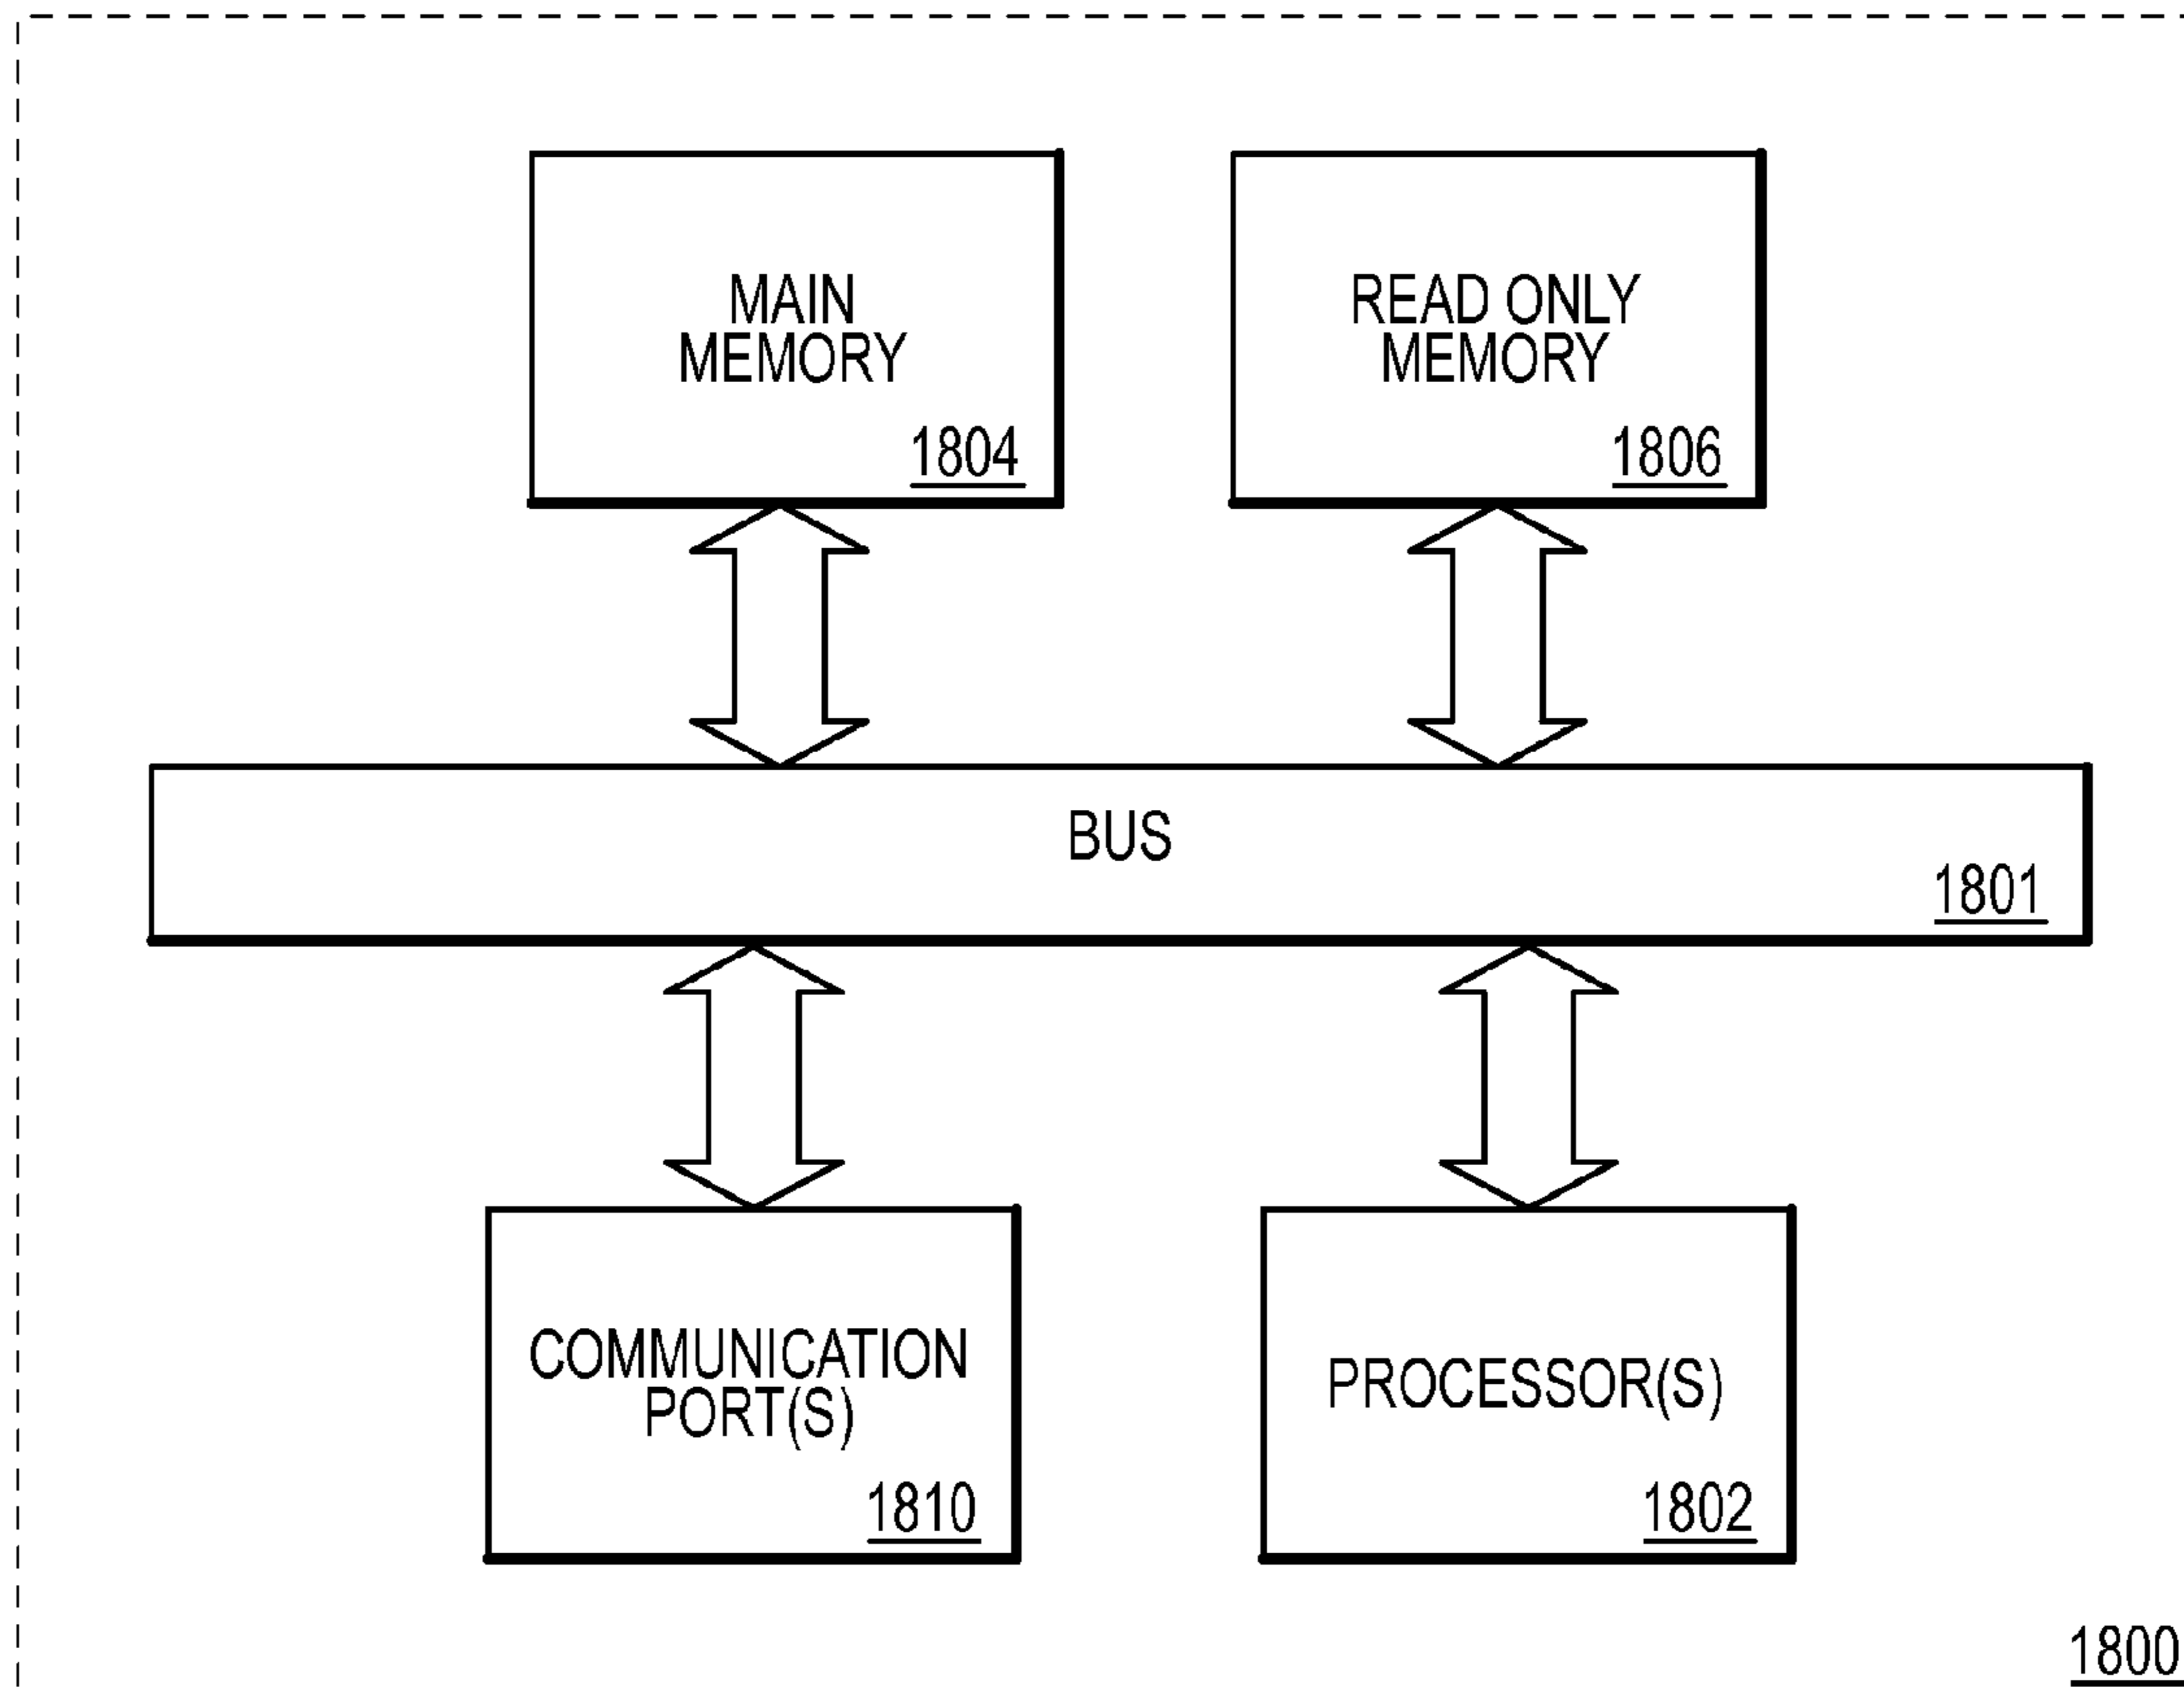 MAIN
MEMORY
1804
READ ONLY
MEMORY
1806
BUS
1801
COMMUNICATION
PORT(S)
1810
PROCESSOR(S)
1802
1800